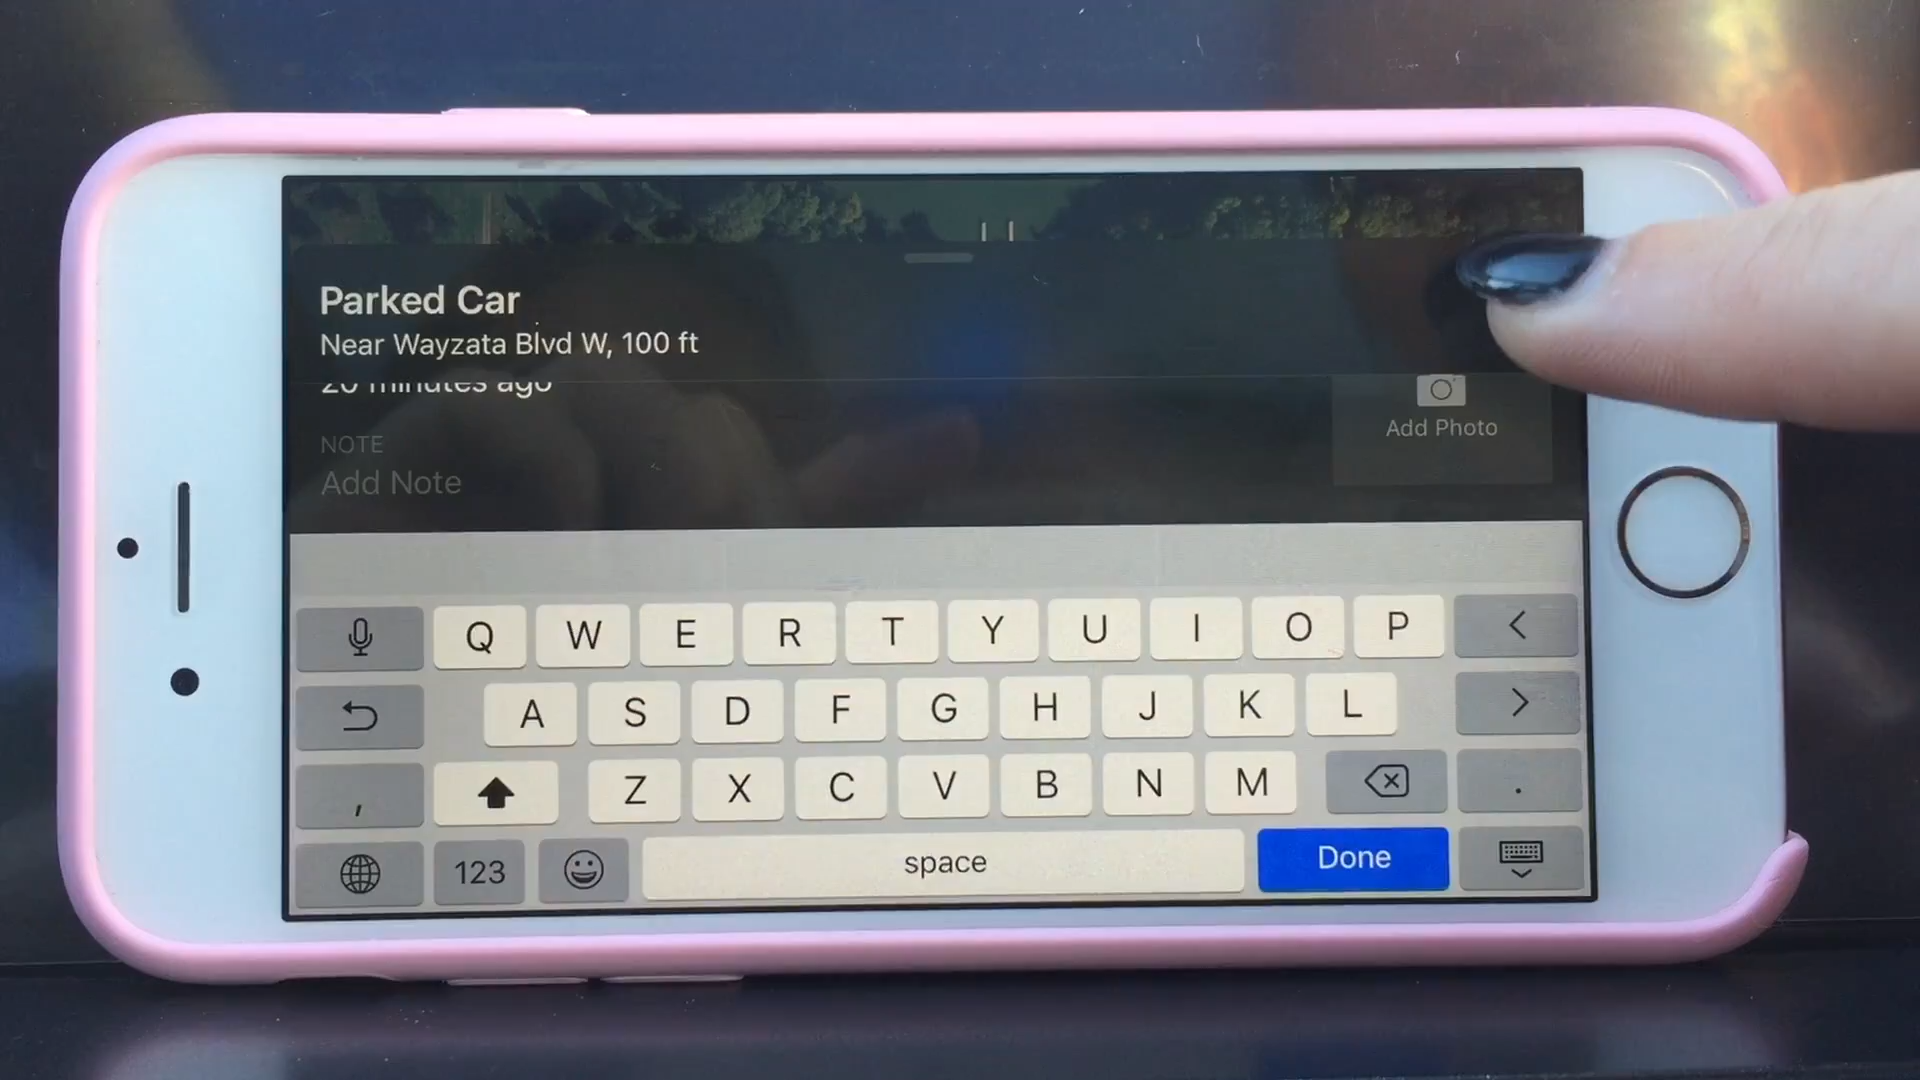 Parked Car
Near Wayzata Blvd W, 100 ft
20 minutes ago
Add Photo
NOTE
Add Note
Q W E R T Y U I O P <
A S D F G H J K L >
, Z X C V B N M .
123 space Done